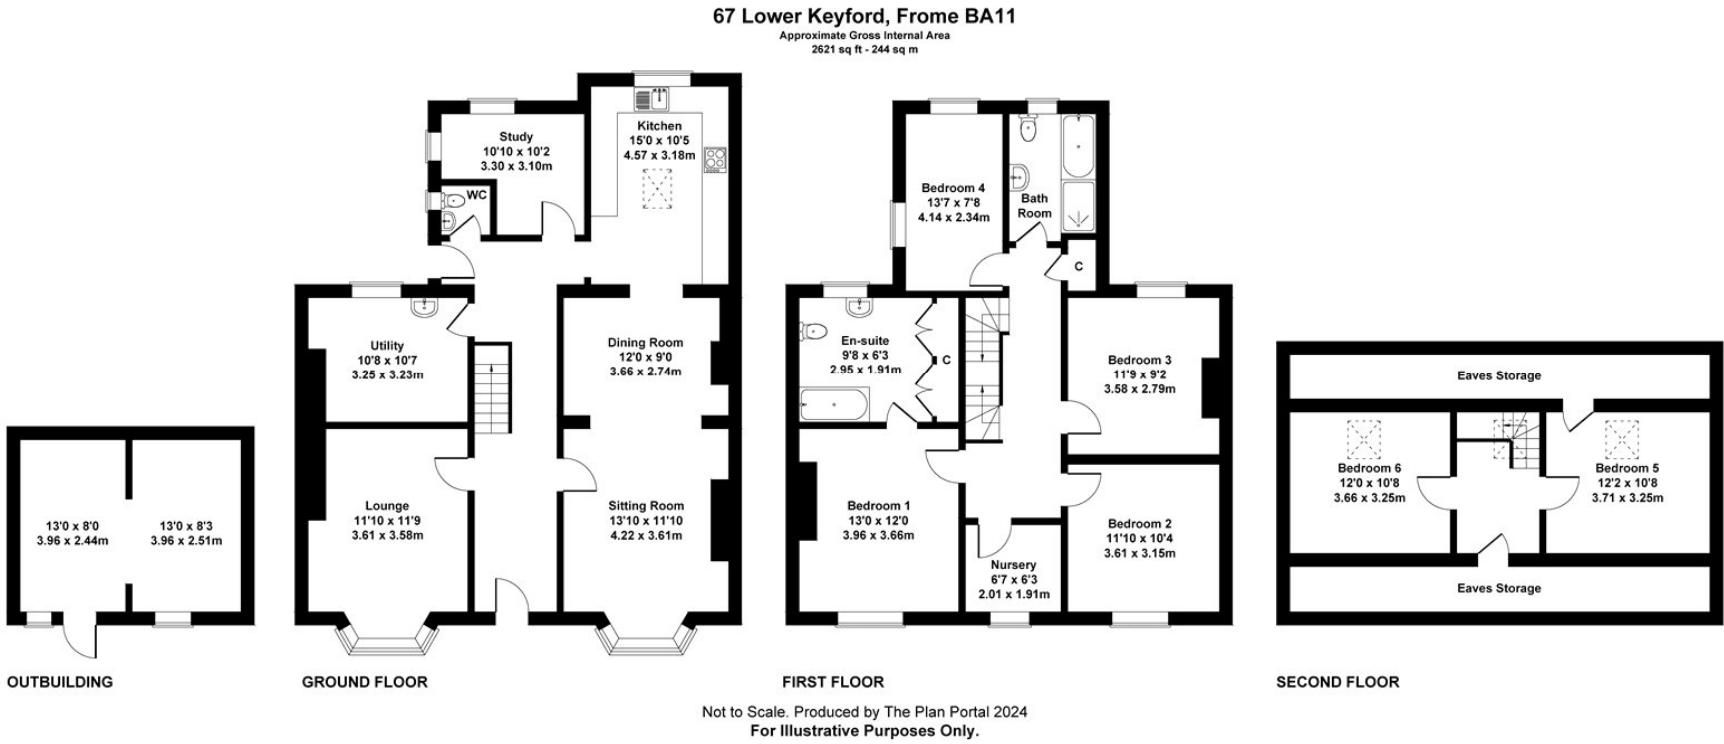 67 Lower Keyford, Frome BA11
Approximate Gross Internal Area
2621 sq ft - 244 sq m
13'0 x 8'0
3.96 x 2.44m
13'0 x 8'3
3.96 x 2.51m
OUTBUILDING
Study
10'10 x 10'2
3.30 x 3.10m
Kitchen
15'0 x 10'5
4.57 x 3.18m
WC
Utility
10'8 x 10'7
3.25 x 3.23m
Dining Room
12'0 x 9'0
3.66 x 2.74m
Lounge
11'10 x 11'9
3.61 x 3.58m
Sitting Room
13'10 x 11'10
4.22 x 3.61m
GROUND FLOOR
Bedroom 4
13'7 x 7'8
4.14 x 2.34m
Bath
Room
C
En-suite
9'8 x 6'3
2.95 x 1.91m
C
Bedroom 3
11'9 x 9'2
3.58 x 2.79m
Bedroom 1
13'0 x 12'0
3.96 x 3.66m
Bedroom 2
11'10 x 10'4
3.61 x 3.15m
Nursery
6'7 x 6'3
2.01 x 1.91m
FIRST FLOOR
Eaves Storage
Bedroom 6
12'0 x 10'8
3.66 x 3.25m
Bedroom 5
12'2 x 10'8
3.71 x 3.25m
Eaves Storage
SECOND FLOOR
Not to Scale. Produced by The Plan Portal 2024
For Illustrative Purposes Only.